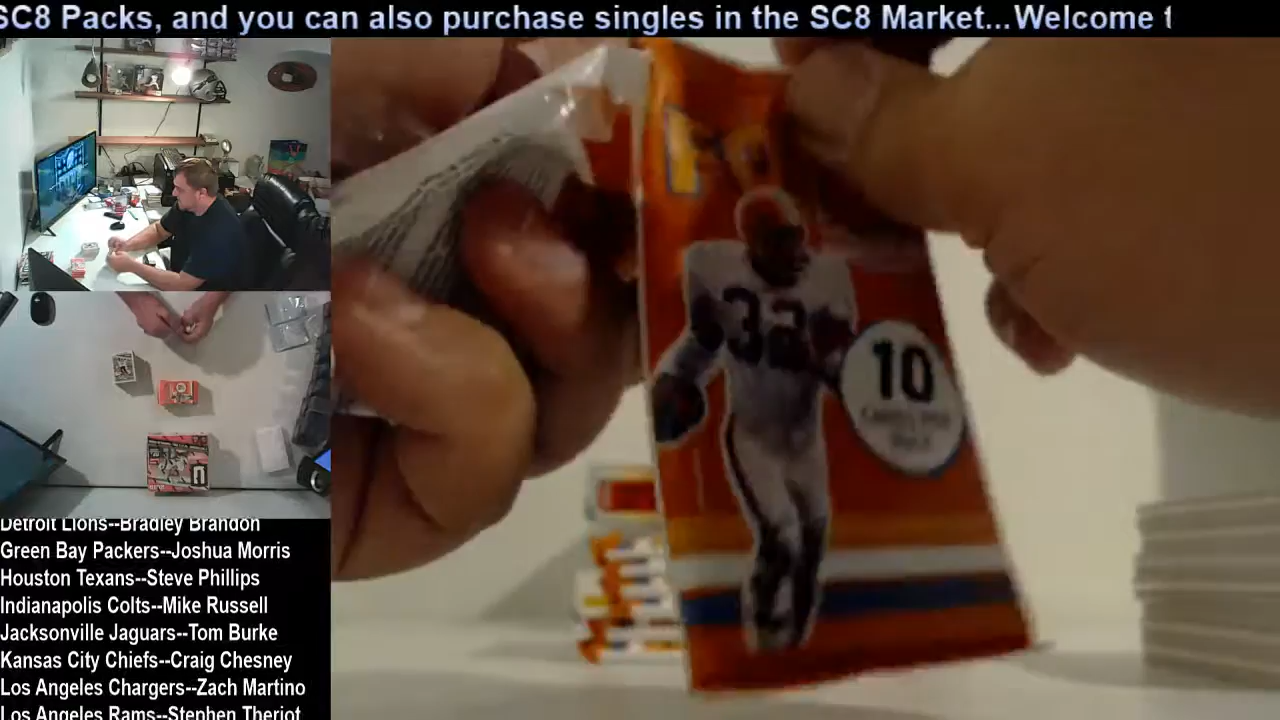 SC8 Packs, and you can also purchase singles in the SC8 Market...Welcome t
32
10
Detroit Lions--Bradley Brandon
Green Bay Packers--Joshua Morris
Houston Texans--Steve Phillips
Indianapolis Colts--Mike Russell
Jacksonville Jaguars--Tom Burke
Kansas City Chiefs--Craig Chesney
Los Angeles Chargers--Zach Martino
Los Angeles Rams--Stephen Theriot